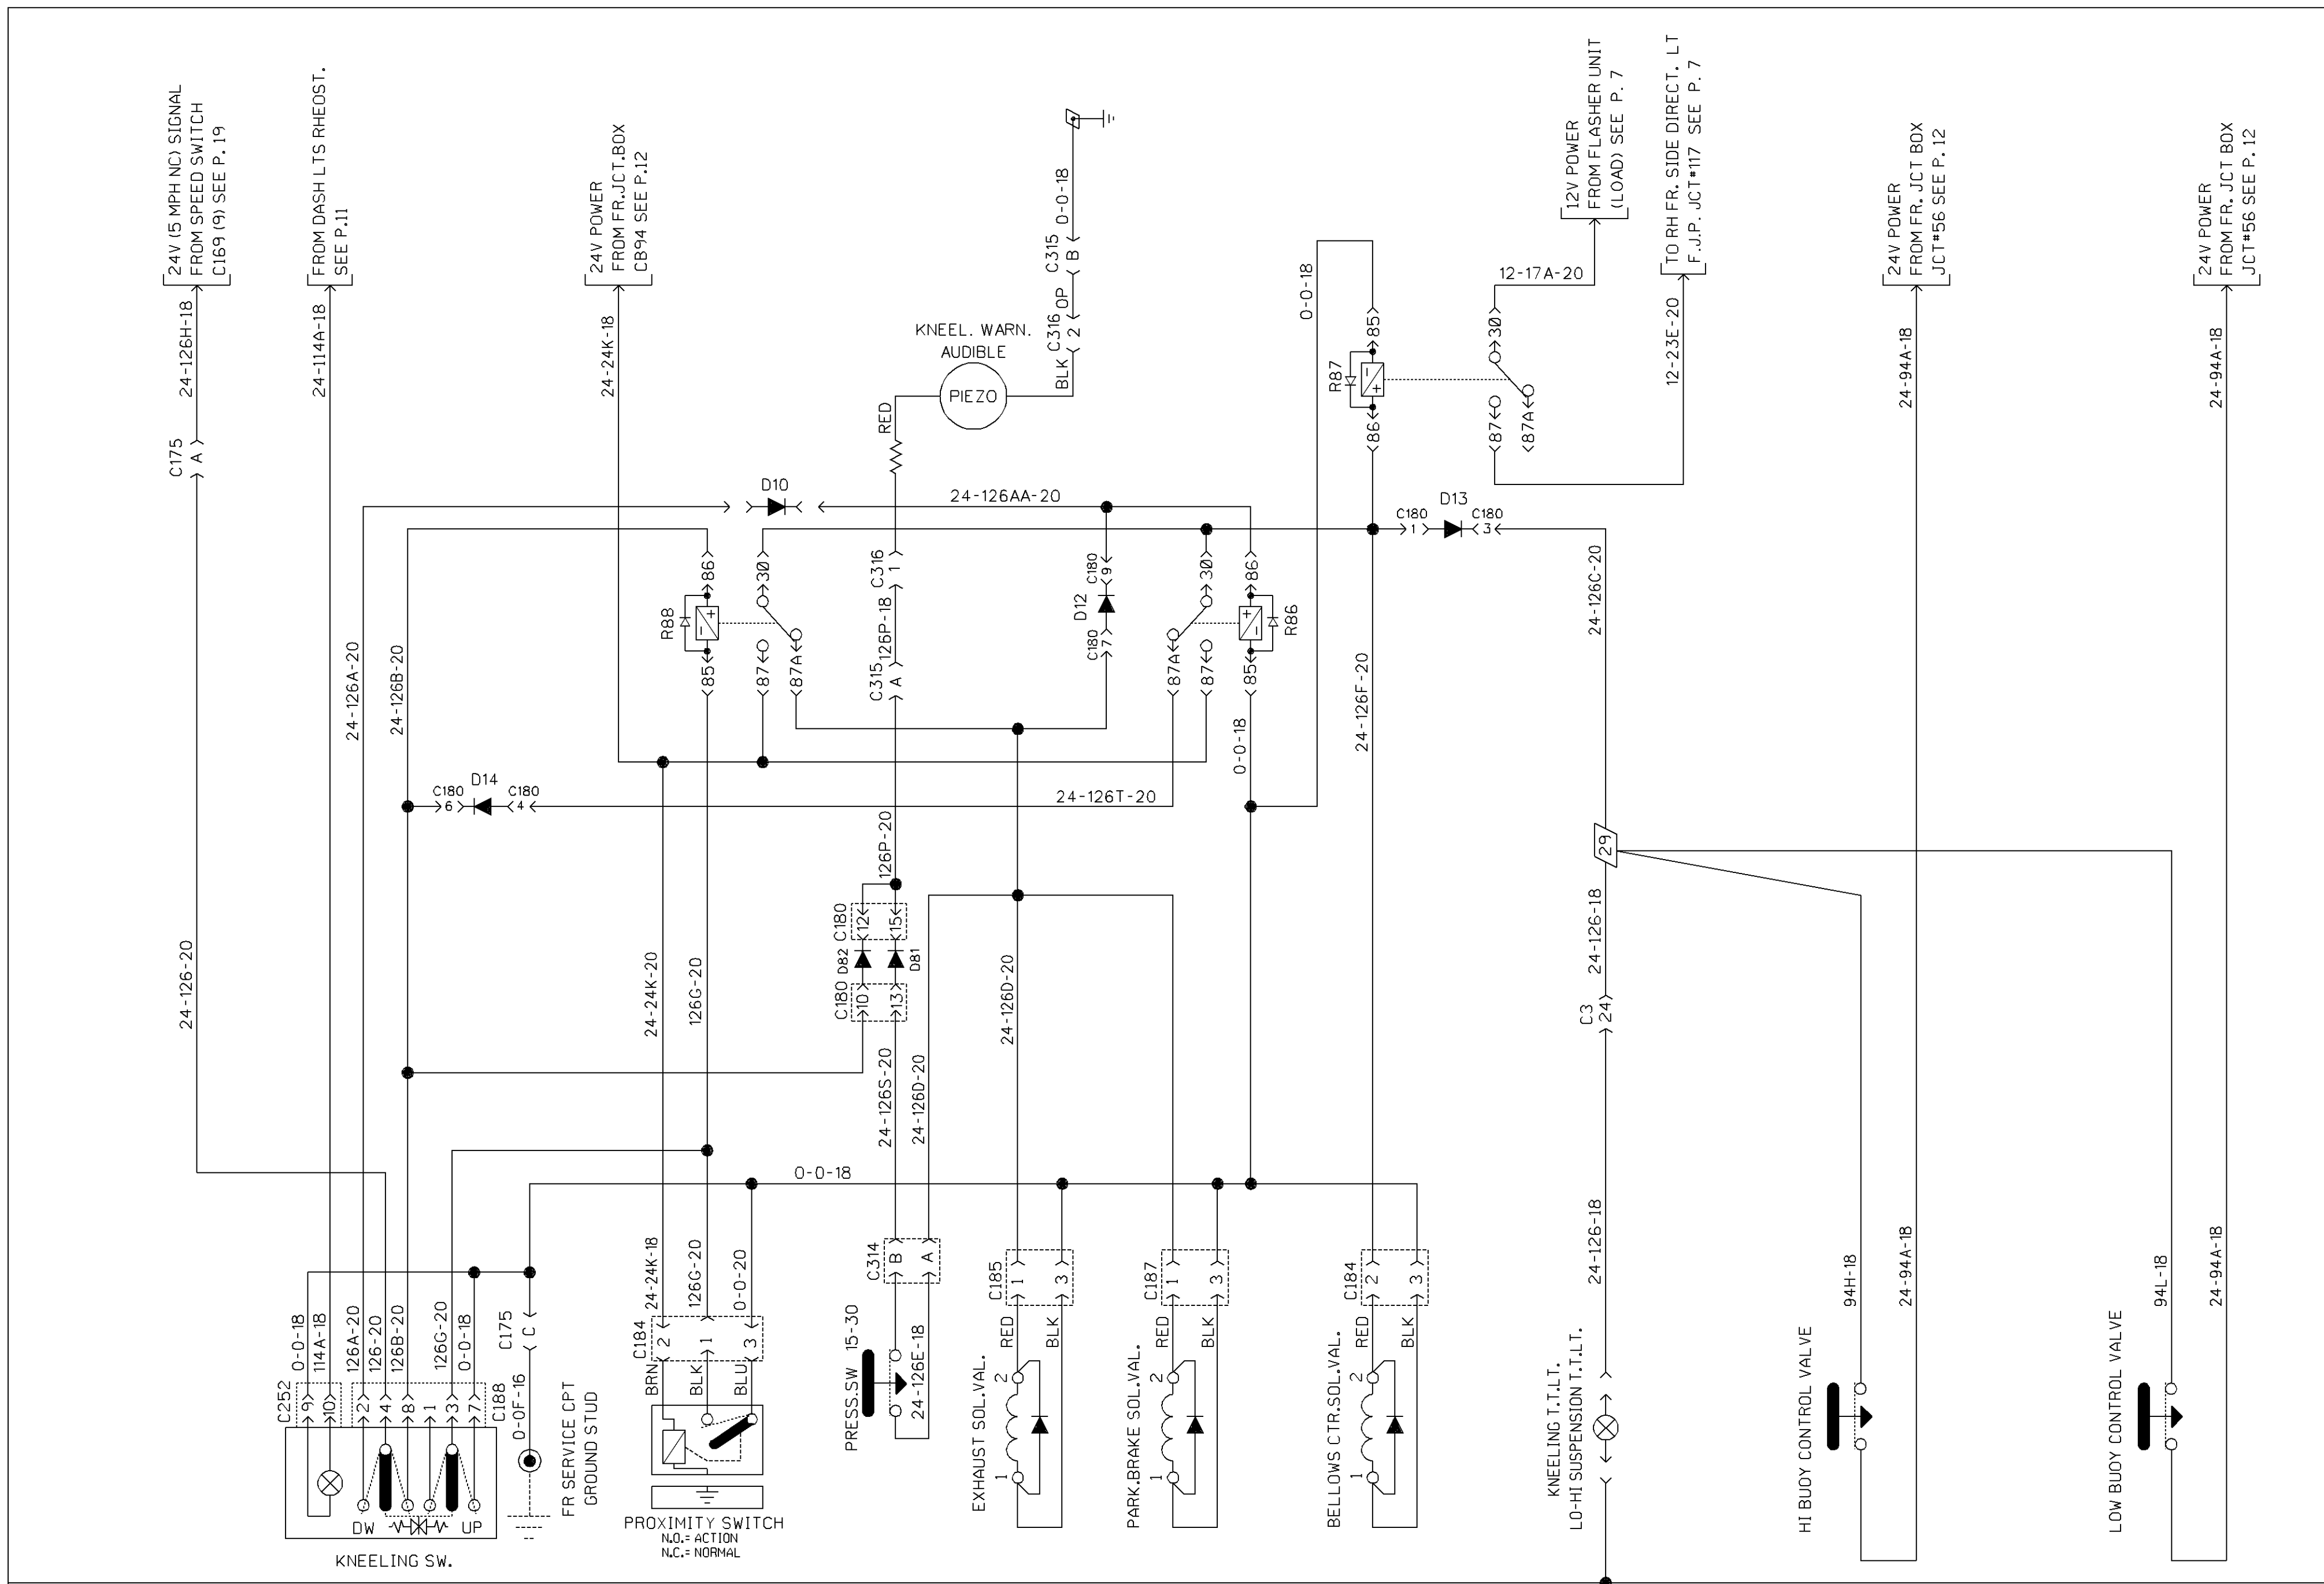 24V (5 MPH NC) SIGNAL
FROM SPEED SWITCH
C169 (9) SEE P.19
24-126H-18
C175
A
24-126-20
FROM DASH LTS RHEOST.
SEE P.11
24-114A-18
24V POWER
FROM FR.JCT.BOX
CB94 SEE P.12
24-24K-18
KNEEL. WARN.
AUDIBLE
PIEZO
RED
BLK
C316
2
OP
C315
B
0-0-18
0-0-18
12V POWER
FROM FLASHER UNIT
(LOAD) SEE P. 7
12-17A-20
TO RH FR. SIDE DIRECT. LT
F.J.P. JCT#117 SEE P. 7
12-23E-20
R87
85
86
30
87
87A
24V POWER
FROM FR. JCT BOX
JCT#56 SEE P.12
24-94A-18
24V POWER
FROM FR. JCT BOX
JCT#56 SEE P.12
24-94A-18
D10
24-126AA-20
D13
C180
1
C180
3
24-126A-20
24-126B-20
R88
86
85
30
87
87A
C316
1
126P-18
C315
A
D12
C180
9
C180
7
30
87A
87
86
85
R86
0-0-18
24-126F-20
24-126C-20
D14
C180
6
C180
4
24-126T-20
126P-20
C180
12
15
D82
D81
C180
10
13
29
24-126-18
C3
24
24-24K-20
126G-20
24-126S-20
24-126D-20
24-126D-20
0-0-18
C252
9
10
0-0-18
114A-18
126A-20
126-20
126B-20
126G-20
0-0-18
2
4
8
1
3
7
C188
DW
UP
KNEELING SW.
C175
C
0-0F-16
FR SERVICE CPT
GROUND STUD
24-24K-18
126G-20
0-0-20
C184
2
1
3
BRN
BLK
BLU
PROXIMITY SWITCH
N.O.= ACTION
N.C.= NORMAL
C314
B
A
PRESS.SW 15-30
24-126E-18
C185
1
3
RED
BLK
2
1
EXHAUST SOL.VAL.
C187
1
3
RED
BLK
2
1
PARK.BRAKE SOL.VAL.
C184
2
3
RED
BLK
2
1
BELLOWS CTR.SOL.VAL.
24-126-18
KNEELING T.T.LT.
LO-HI SUSPENSION T.T.LT.
94H-18
24-94A-18
HI BUOY CONTROL VALVE
94L-18
24-94A-18
LOW BUOY CONTROL VALVE